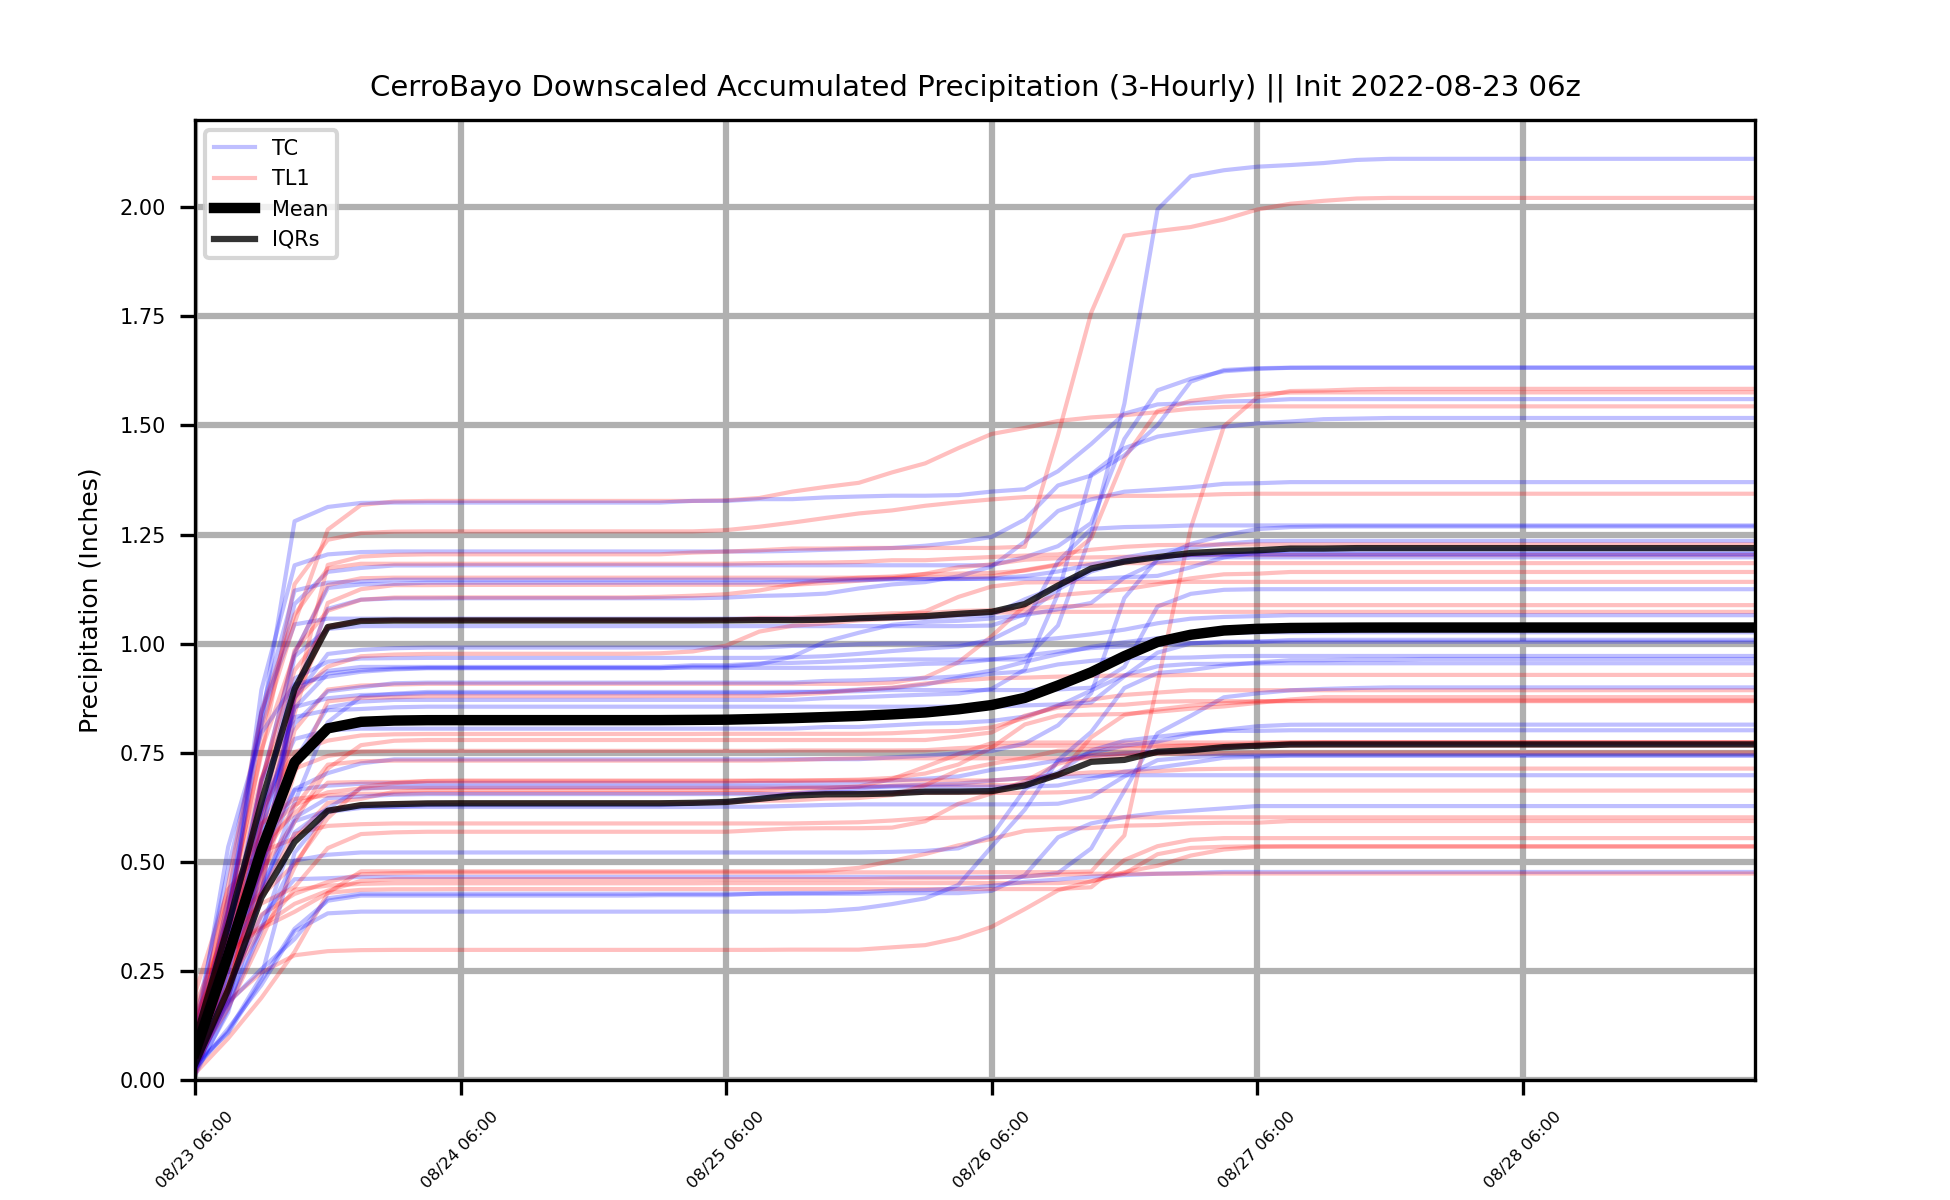 CerroBayo Downscaled Accumulated Precipitation (3-Hourly) || Init 2022-08-23 06z
TC
TL1
Mean
IQRs
Precipitation (Inches)
2.00
1.75
1.50
1.25
1.00
0.75
0.50
0.25
0.00
08/23 06:00
08/24 06:00
08/25 06:00
08/26 06:00
08/27 06:00
08/28 06:00